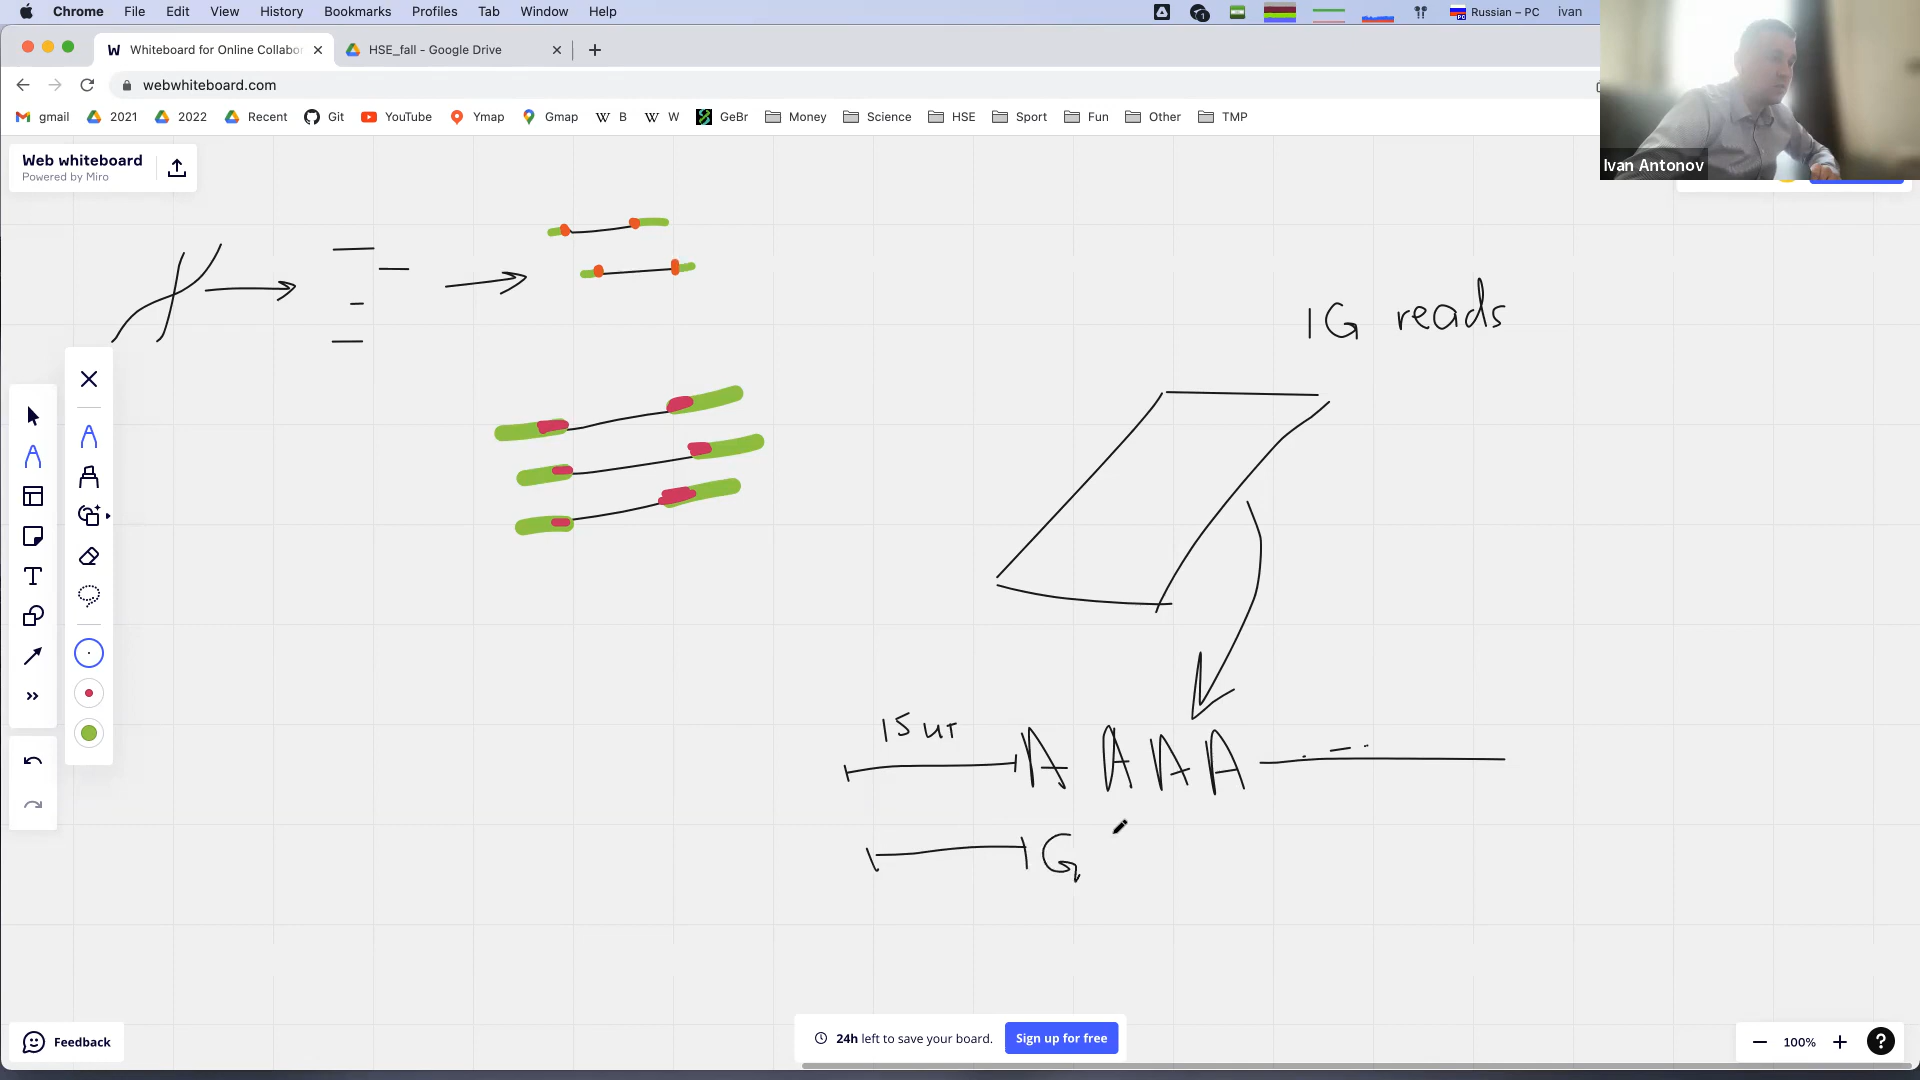 Chrome File Edit View History Bookmarks Profiles Tab Window Help
Russian – PC ivan
Whiteboard for Online Collabor
HSE_fall - Google Drive
webwhiteboard.com
gmail 2021 2022 Recent Git YouTube Ymap Gmap B W GeBr Money Science HSE Sport Fun Other TMP
Ivan Antonov
Web whiteboard
Powered by Miro
1G reads
15 нт
A A A A
G
Feedback
24h left to save your board.
Sign up for free
100%